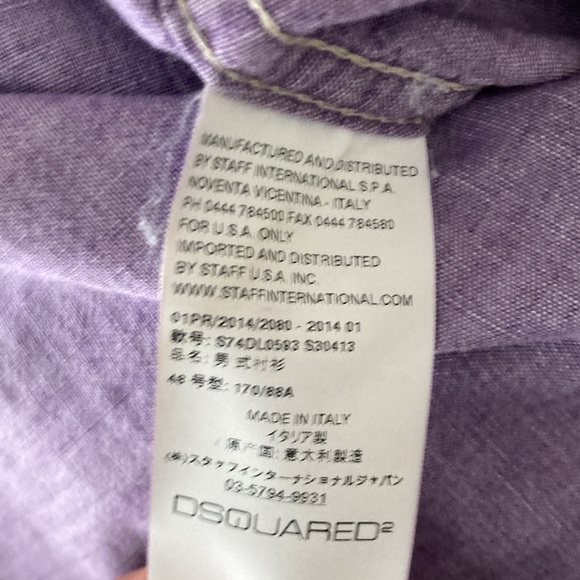 MANUFACTURED AND DISTRIBUTED
BY STAFF INTERNATIONAL S.P.A.
NOVENTA VICENTINA - ITALY
PH 0444 784500 FAX 0444 784580
FOR U.S.A. ONLY
IMPORTED AND DISTRIBUTED
BY STAFF U.S.A. INC.
WWW.STAFFINTERNATIONAL.COM
01PR/2014/2080 - 2014 01
款号: S74DL0593 S30413
品名: 男 式衬衫
48 号型: 170/88A
MADE IN ITALY
イタリア製
原产国: 意大利製造
(株)スタッフインターナショナルジャパン
03-5794-9931
DSQUARED2